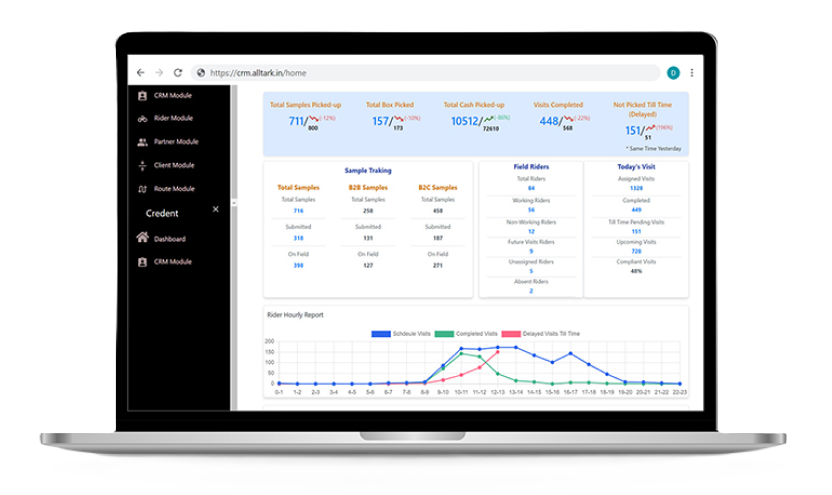 https://crm.alltark.in/home
D
CRM Module
Rider Module
Partner Module
Client Module
Route Module
Credent
×
Dashboard
CRM Module
Total Samples Picked-up Total Box Picked Total Cash Picked-up Visits Completed Not Picked Till Time
(Delayed)
711/ (-12%) 157/ (-10%) 10512/ (-86%) 448/ (-22%)
800 173 72610 568
151/ (196%)
51
* Same Time Yesterday
Sample Traking
Total Samples B2B Samples B2C Samples
Total Samples Total Samples Total Samples
716 258 458
Submitted Submitted Submitted
318 131 187
On Field On Field On Field
398 127 271
Field Riders
Total Riders
84
Working Riders
56
Non-Working Riders
12
Future Visits Riders
9
Unassigned Riders
5
Absent Riders
2
Today's Visit
Assigned Visits
1328
Completed
449
Till Time Pending Visits
151
Upcoming Visits
728
Compliant Visits
48%
Rider Hourly Report
Schdeule Visits Completed Visits Delayed Visits Till Time
200
150
100
50
0
0-1 1-2 2-3 3-4 4-5 5-6 6-7 7-8 8-9 9-10 10-11 11-12 12-13 13-14 14-15 15-16 16-17 17-18 18-19 19-20 20-21 21-22 22-23